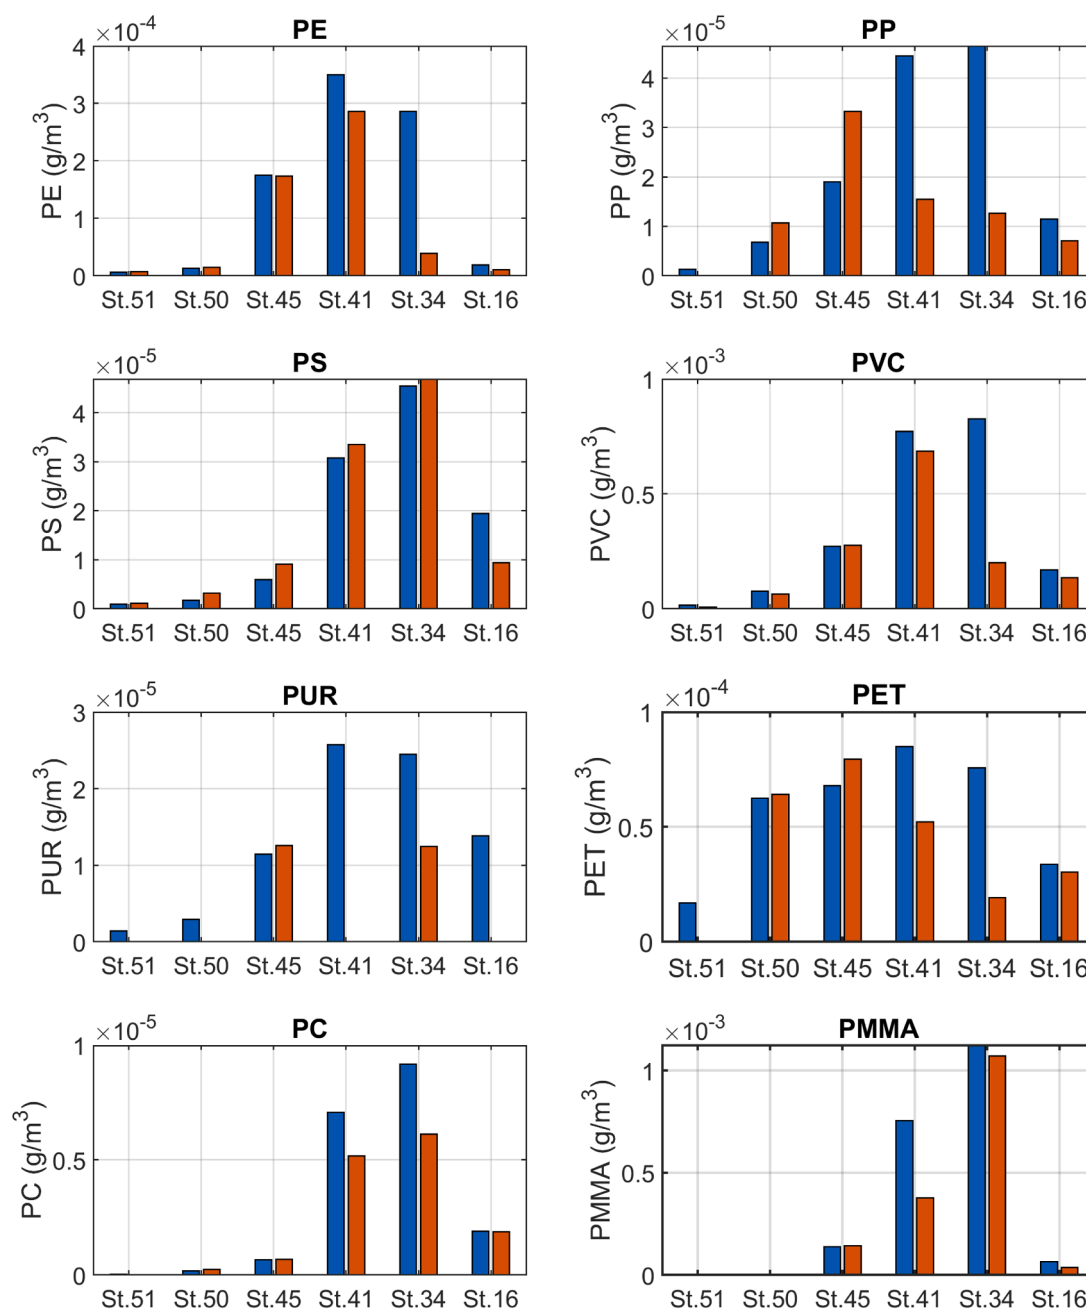 PE
×10-4
PE (g/m3)
4
3
2
1
0
St.51 St.50 St.45 St.41 St.34 St.16
PP
×10-5
PP (g/m3)
4
3
2
1
0
St.51 St.50 St.45 St.41 St.34 St.16
PS
×10-5
PS (g/m3)
4
3
2
1
0
St.51 St.50 St.45 St.41 St.34 St.16
PVC
×10-3
PVC (g/m3)
1
0.5
0
St.51 St.50 St.45 St.41 St.34 St.16
PUR
×10-5
PUR (g/m3)
3
2
1
0
St.51 St.50 St.45 St.41 St.34 St.16
PET
×10-4
PET (g/m3)
1
0.5
0
St.51 St.50 St.45 St.41 St.34 St.16
PC
×10-5
PC (g/m3)
1
0.5
0
St.51 St.50 St.45 St.41 St.34 St.16
PMMA
×10-3
PMMA (g/m3)
1
0.5
0
St.51 St.50 St.45 St.41 St.34 St.16